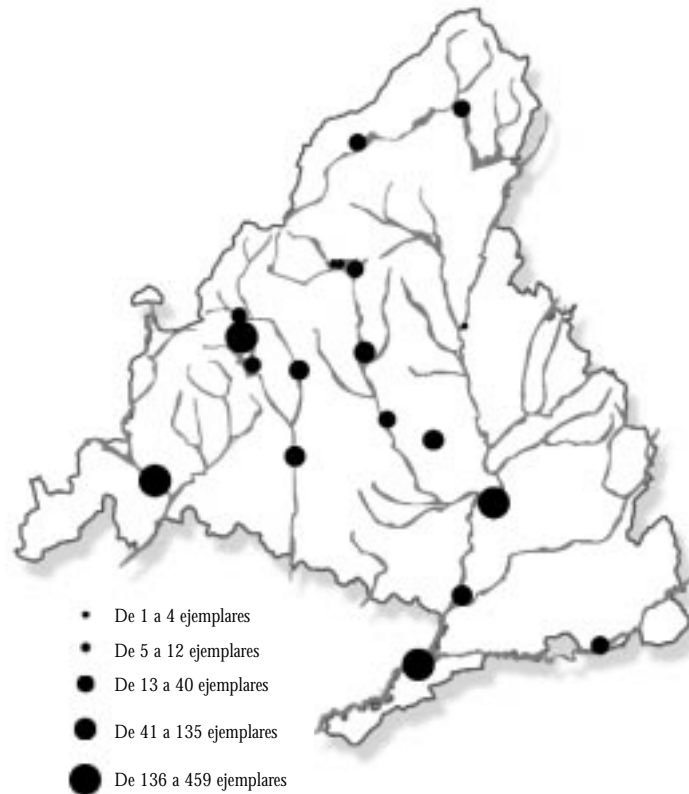 De 1 a 4 ejemplares
De 5 a 12 ejemplares
De 13 a 40 ejemplares
De 41 a 135 ejemplares
De 136 a 459 ejemplares